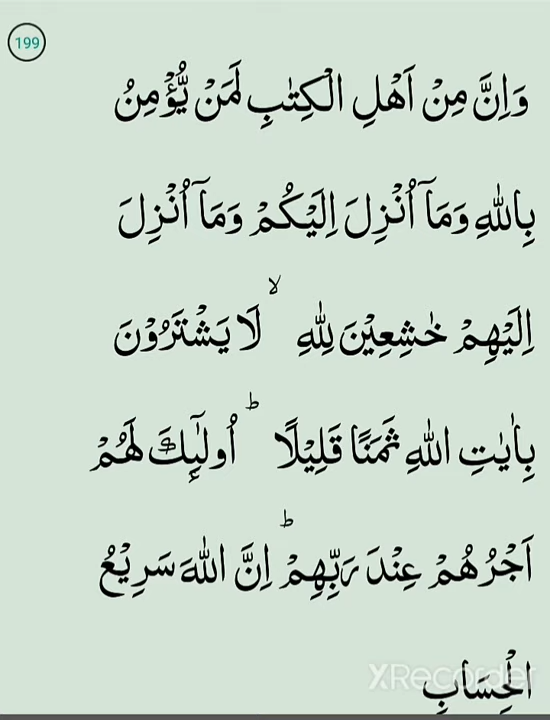 199
وَاِنَّ مِنْ اَهْلِ الْكِتٰبِ لَمَنْ يُّؤْمِنُ
بِاللّٰهِ وَمَآ اُنْزِلَ اِلَيْكُمْ وَمَآ اُنْزِلَ
اِلَيْهِمْ خٰشِعِيْنَ لِلّٰهِ ۙ لَا يَشْتَرُوْنَ
بِاٰيٰتِ اللّٰهِ ثَمَنًا قَلِيْلًا ؕ اُولٰٓئِكَ لَهُمْ
اَجْرُهُمْ عِنْدَ رَبِّهِمْ ؕ اِنَّ اللّٰهَ سَرِيْعُ
الْحِسَابِ
XRecorder